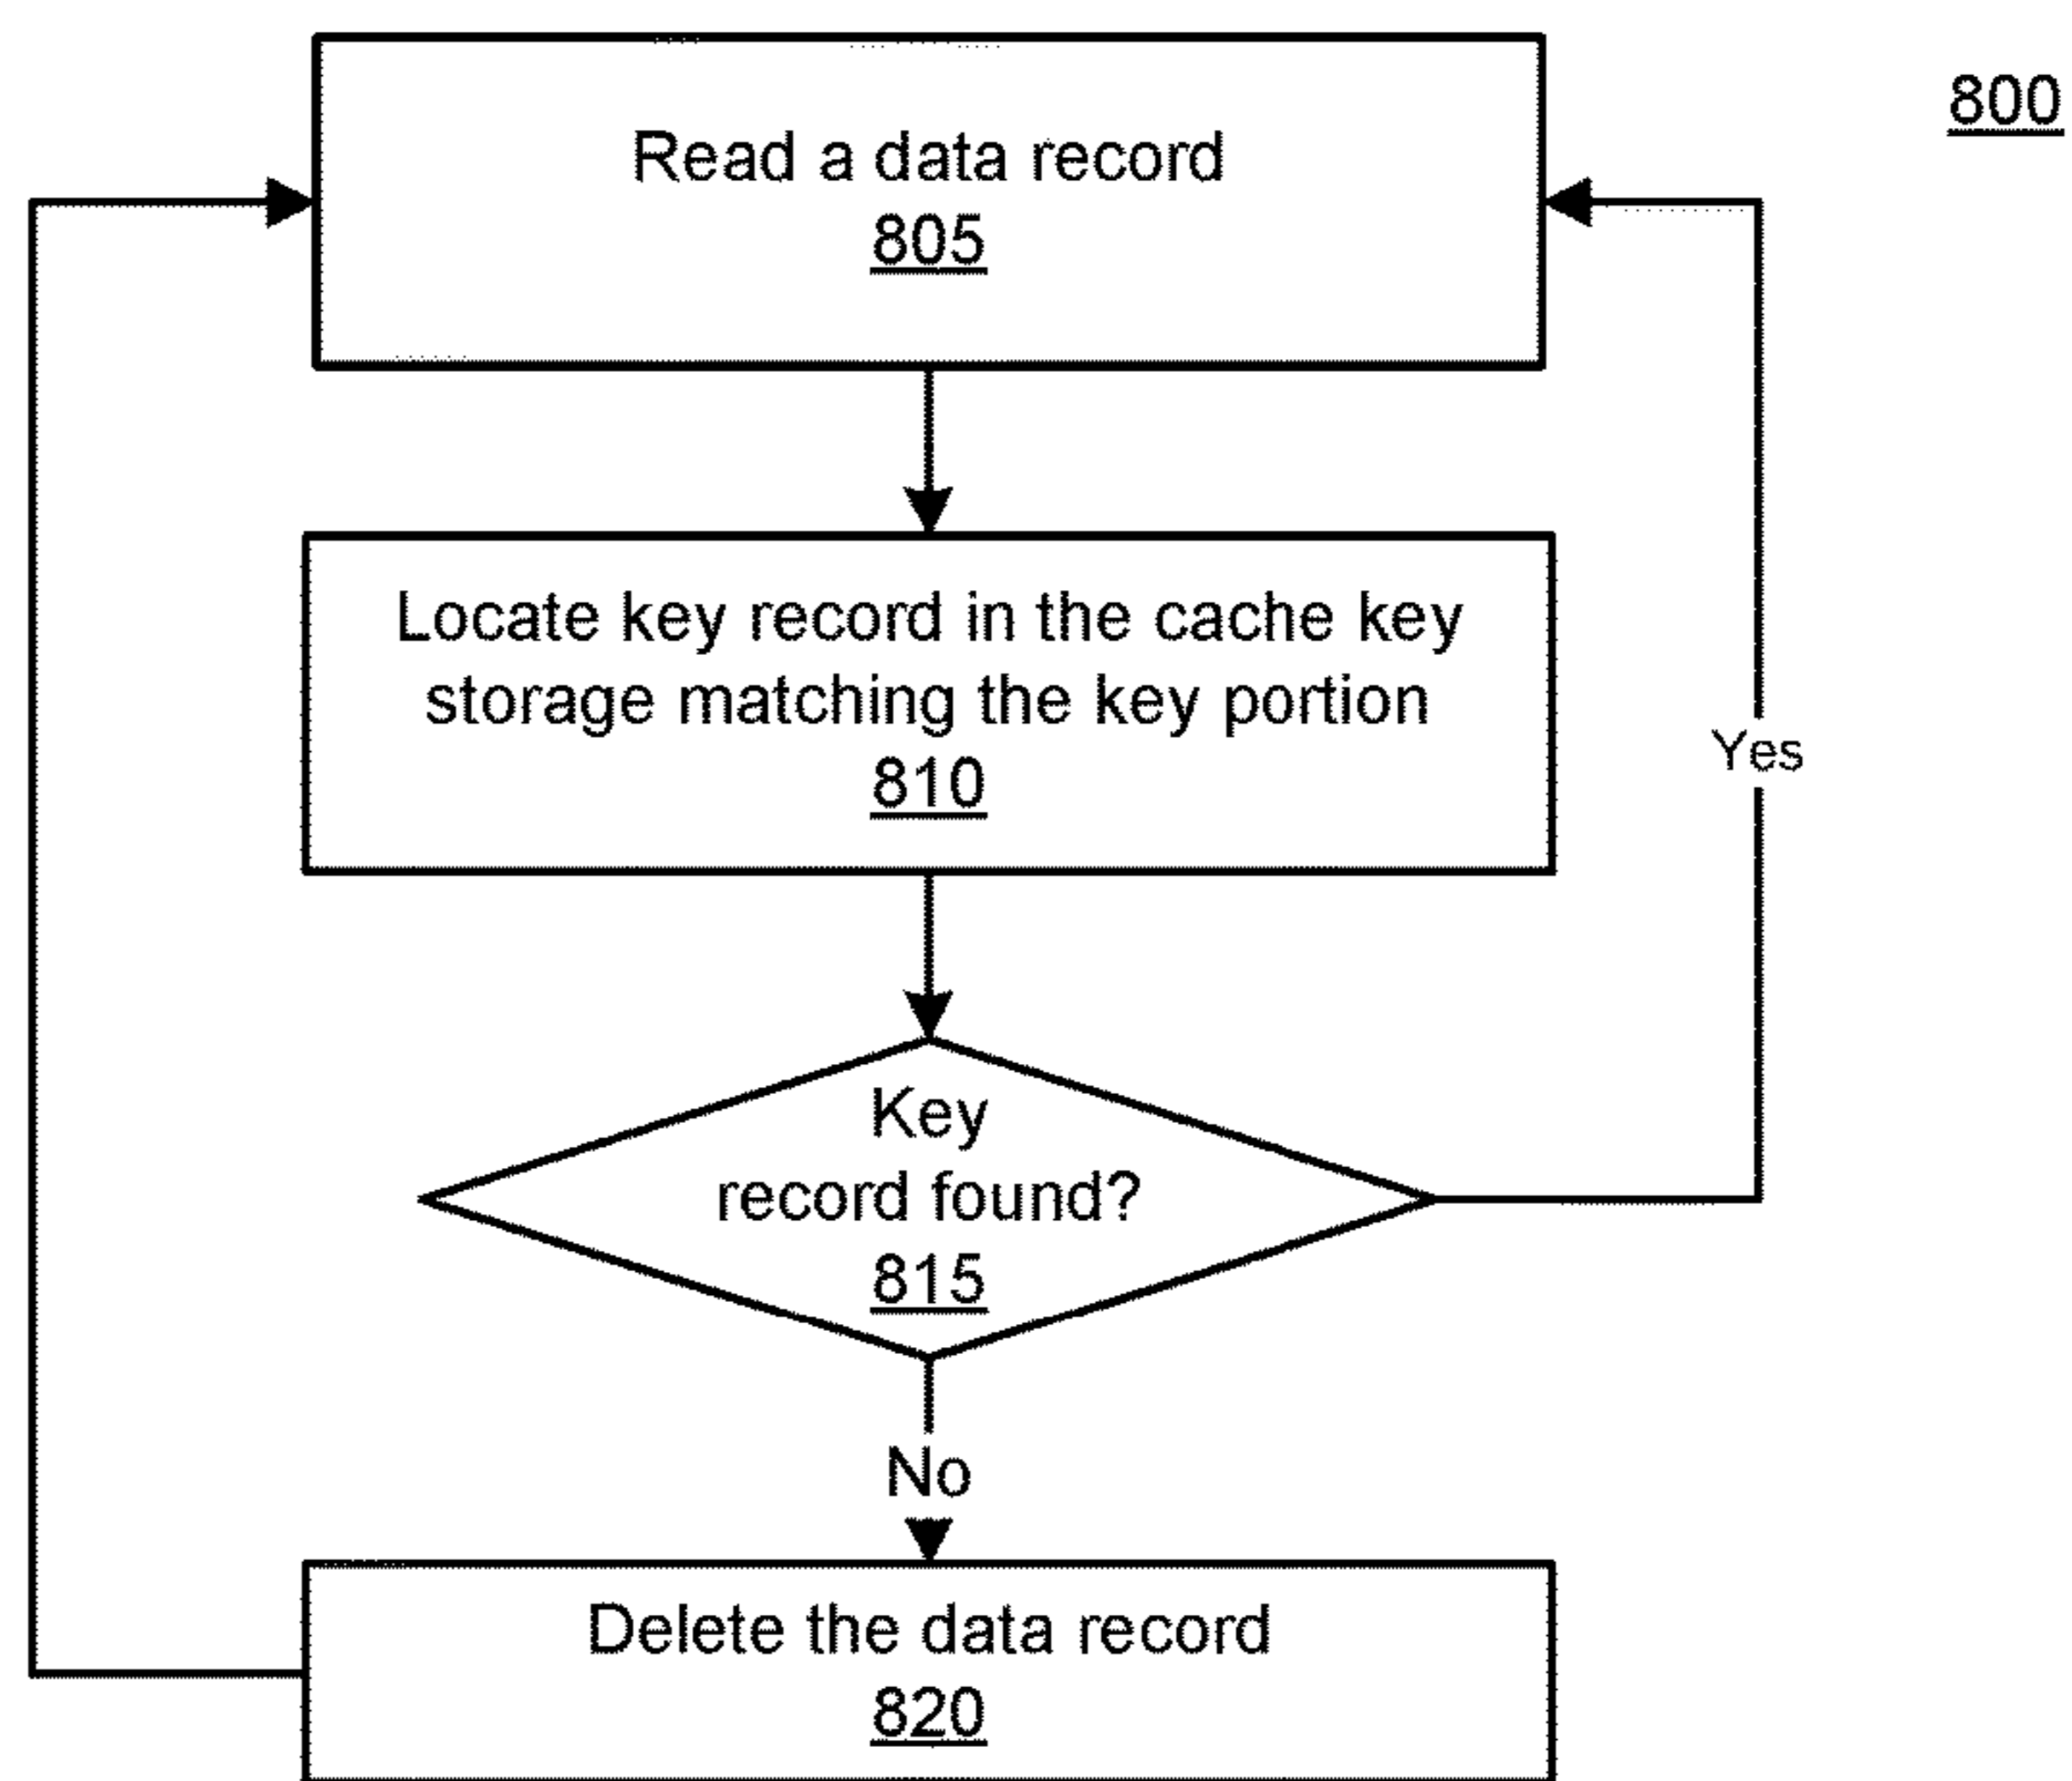 800
Read a data record
805
Locate key record in the cache key
storage matching the key portion
810
Yes
Key
record found?
815
No
Delete the data record
820